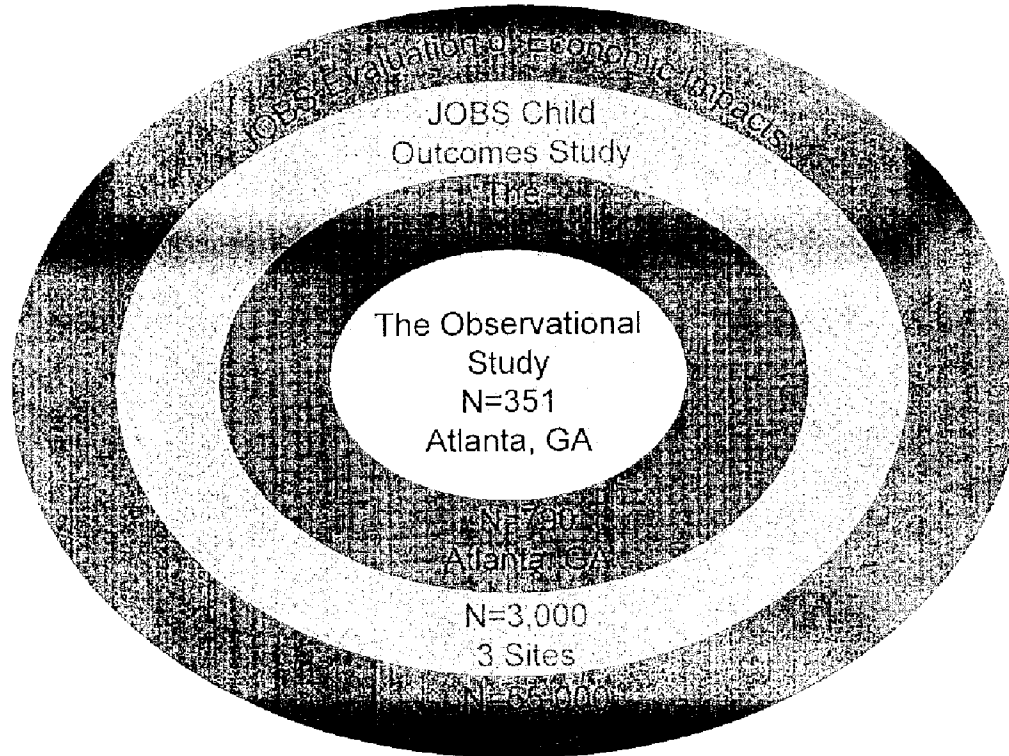 JOBS Evaluation of Economic Impacts
JOBS Child
Outcomes Study
The
The Observational
Study
N=351
Atlanta, GA
N=790
Atlanta, GA
N=3,000
3 Sites